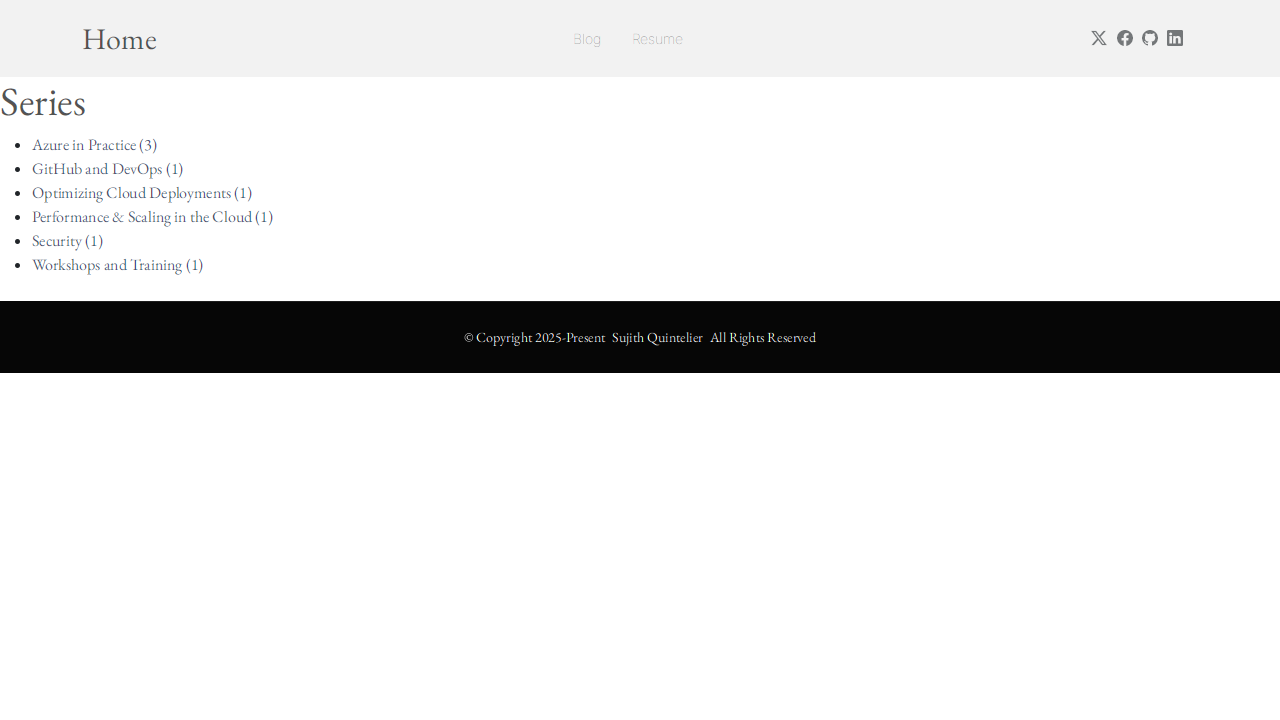 Home
Blog
Resume
Series
Azure in Practice (3)
GitHub and DevOps (1)
Optimizing Cloud Deployments (1)
Performance & Scaling in the Cloud (1)
Security (1)
Workshops and Training (1)
© Copyright 2025-Present Sujith Quintelier All Rights Reserved